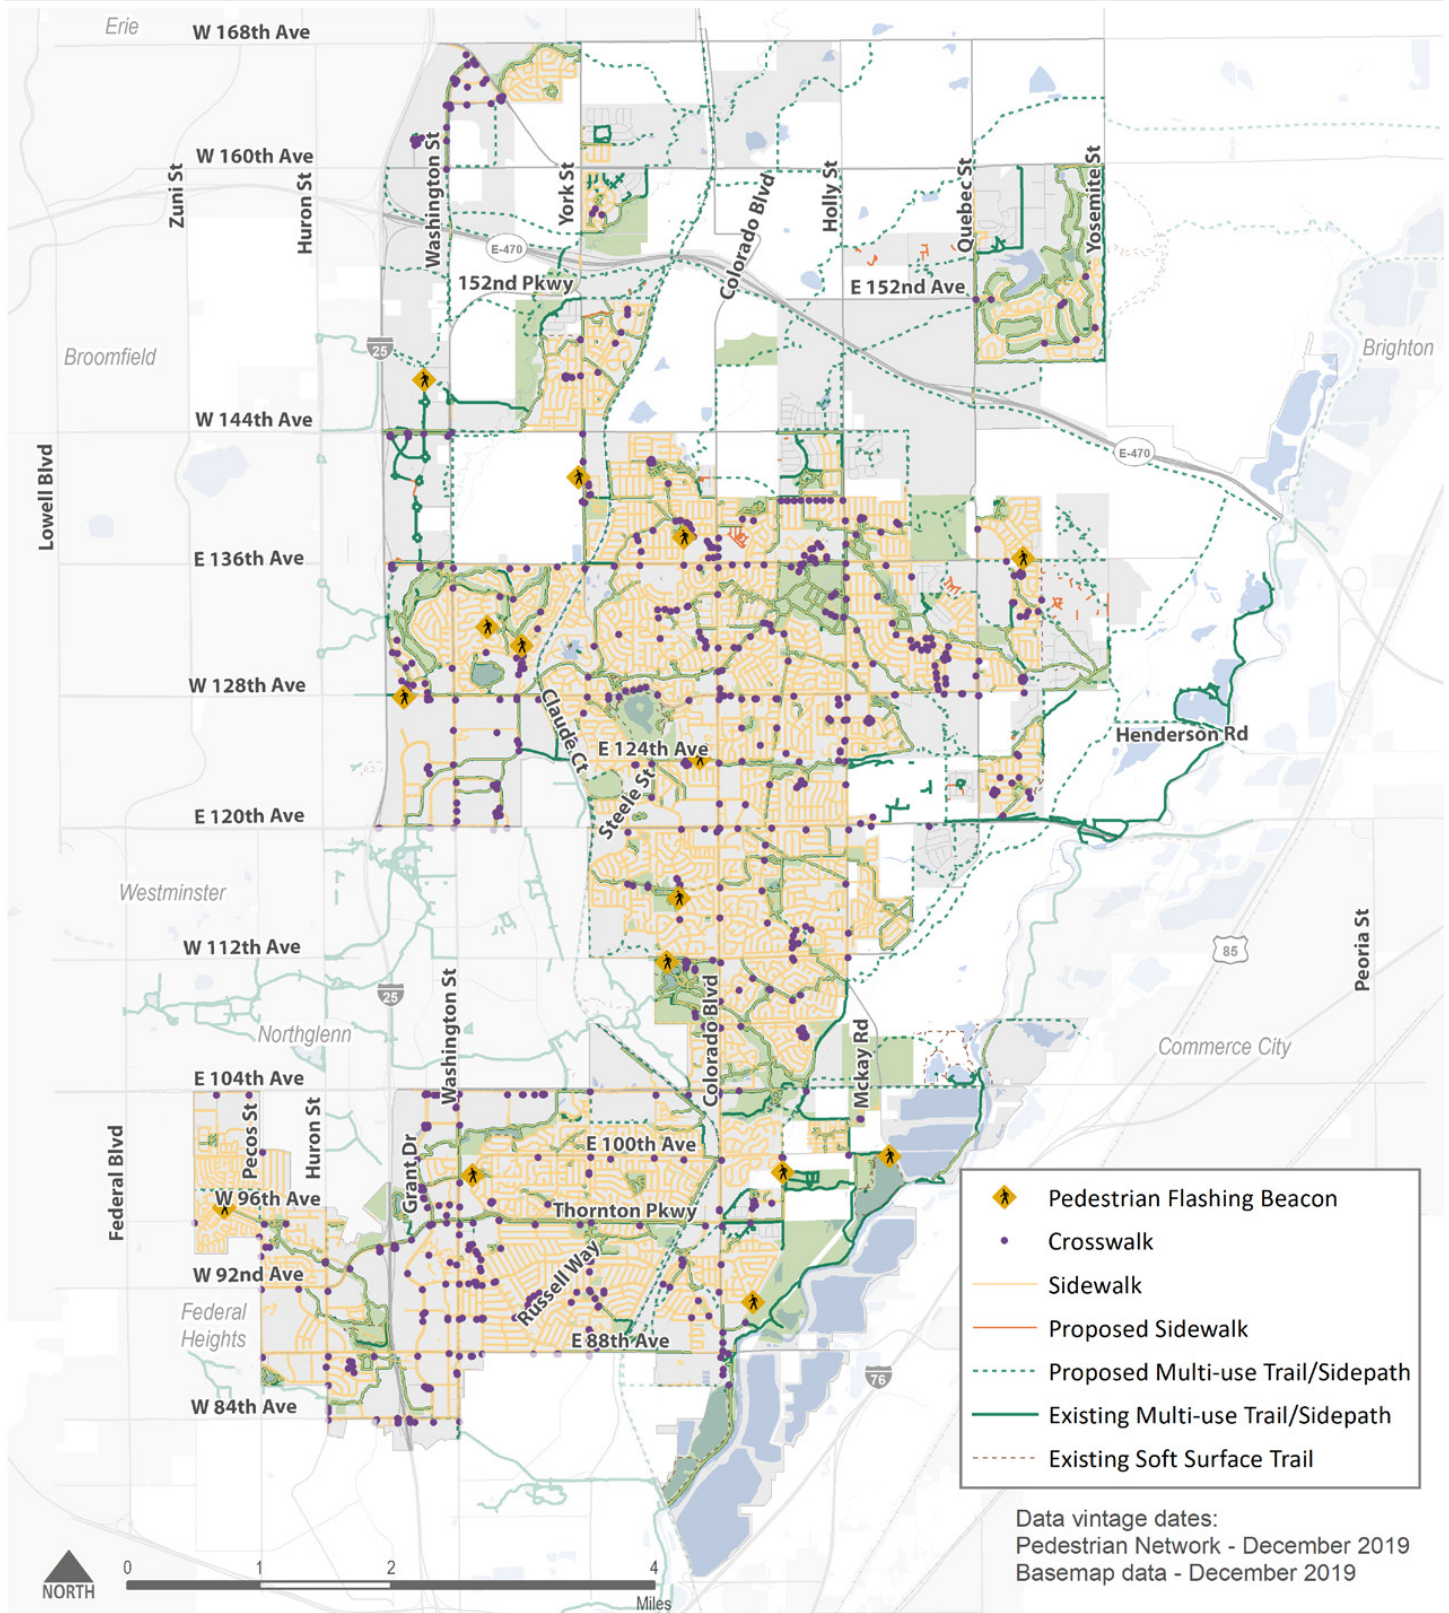 Erie
W 168th Ave
W 160th Ave
Zuni St
Huron St
Washington St
York St
Colorado Blvd
Holly St
Quebec St
Yosemite St
E-470
152nd Pkwy
E 152nd Ave
25
Broomfield
Brighton
W 144th Ave
E-470
Lowell Blvd
E 136th Ave
W 128th Ave
Claude Ct
Henderson Rd
E 124th Ave
Steele St
E 120th Ave
Westminster
W 112th Ave
85
Peoria St
25
Washington St
Colorado Blvd
Northglenn
Mckay Rd
Commerce City
E 104th Ave
Federal Blvd
Pecos St
Huron St
Grant Dr
E 100th Ave
W 96th Ave
Thornton Pkwy
Russell Way
W 92nd Ave
Federal
Heights
E 88th Ave
76
W 84th Ave
Pedestrian Flashing Beacon
Crosswalk
Sidewalk
Proposed Sidewalk
Proposed Multi-use Trail/Sidepath
Existing Multi-use Trail/Sidepath
Existing Soft Surface Trail
Data vintage dates:
Pedestrian Network - December 2019
Basemap data - December 2019
NORTH
0 1 2 4
Miles